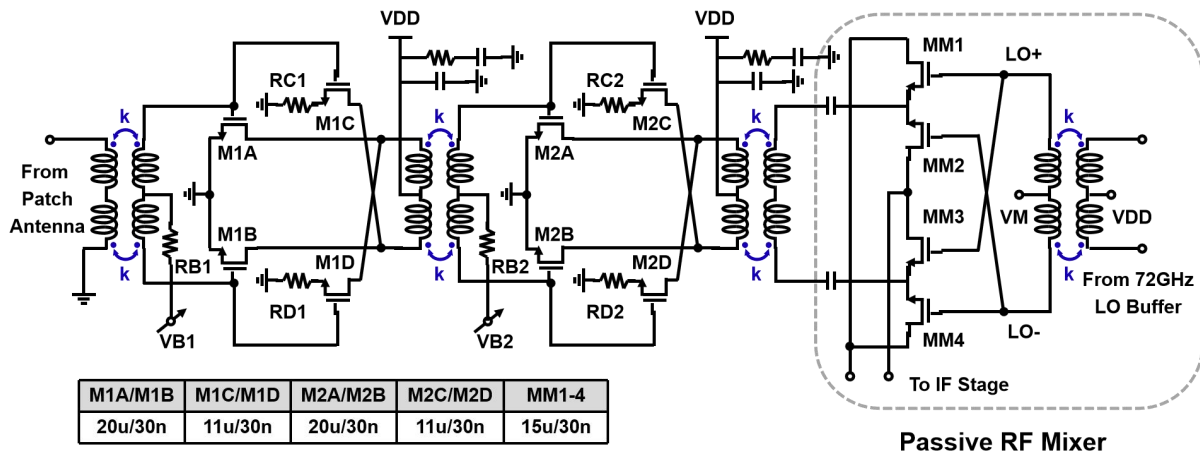 VDD
VDD
MM1
LO+
RC1
RC2
k
k
k
k
M1C
M2C
M1A
M2A
MM2
From
Patch
Antenna
VM
VDD
MM3
M1B
M2B
RB1
M1D
RB2
M2D
k
k
k
k
From 72GHz
LO Buffer
RD1
RD2
VB1
VB2
MM4
LO-
To IF Stage
M1A/M1B M1C/M1D M2A/M2B M2C/M2D MM1-4
20u/30n 11u/30n 20u/30n 11u/30n 15u/30n
Passive RF Mixer